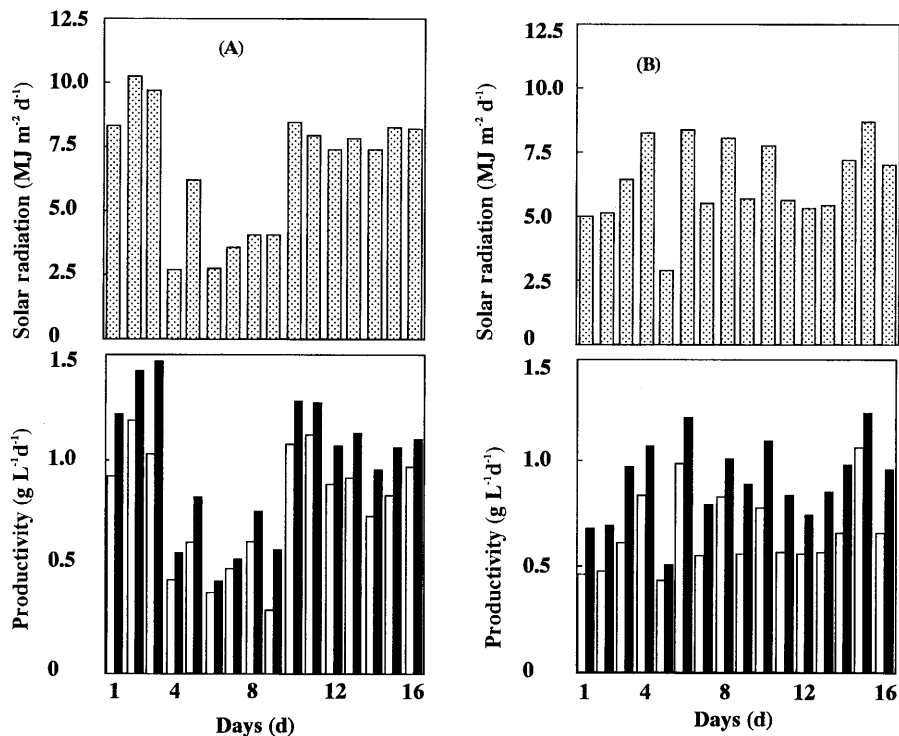 (A)
Solar radiation (MJ m⁻² d⁻¹)
12.5
10.0
7.5
5.0
2.5
0
Productivity (g L⁻¹d⁻¹)
1.5
1.0
0.5
0
1 4 8 12 16
Days (d)
(B)
Solar radiation (MJ m⁻² d⁻¹)
12.5
10.0
7.5
5.0
2.5
0
Productivity (g L⁻¹d⁻¹)
1.5
1.0
0.5
0
1 4 8 12 16
Days (d)